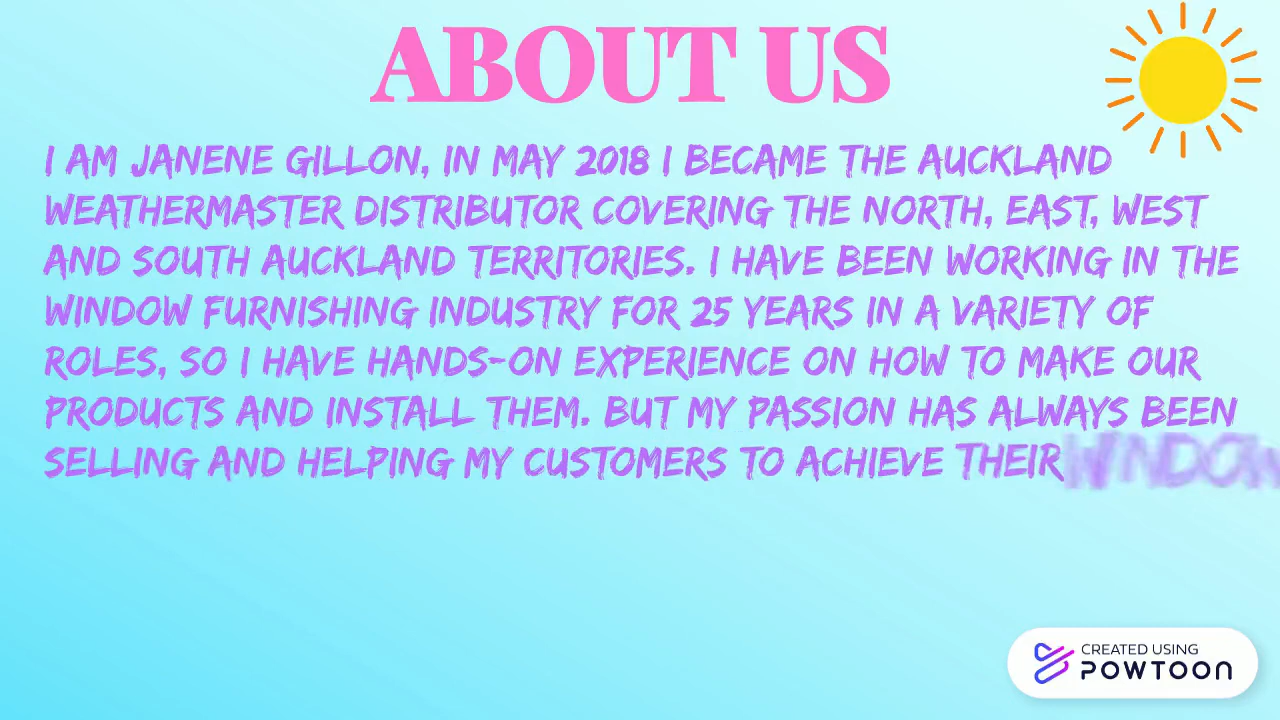 ABOUT US
I AM JANENE GILLON, IN MAY 2018 I BECAME THE AUCKLAND
WEATHERMASTER DISTRIBUTOR COVERING THE NORTH, EAST, WEST
AND SOUTH AUCKLAND TERRITORIES. I HAVE BEEN WORKING IN THE
WINDOW FURNISHING INDUSTRY FOR 25 YEARS IN A VARIETY OF
ROLES, SO I HAVE HANDS-ON EXPERIENCE ON HOW TO MAKE OUR
PRODUCTS AND INSTALL THEM. BUT MY PASSION HAS ALWAYS BEEN
SELLING AND HELPING MY CUSTOMERS TO ACHIEVE THEIR WINDOW
CREATED USING
POWTOON